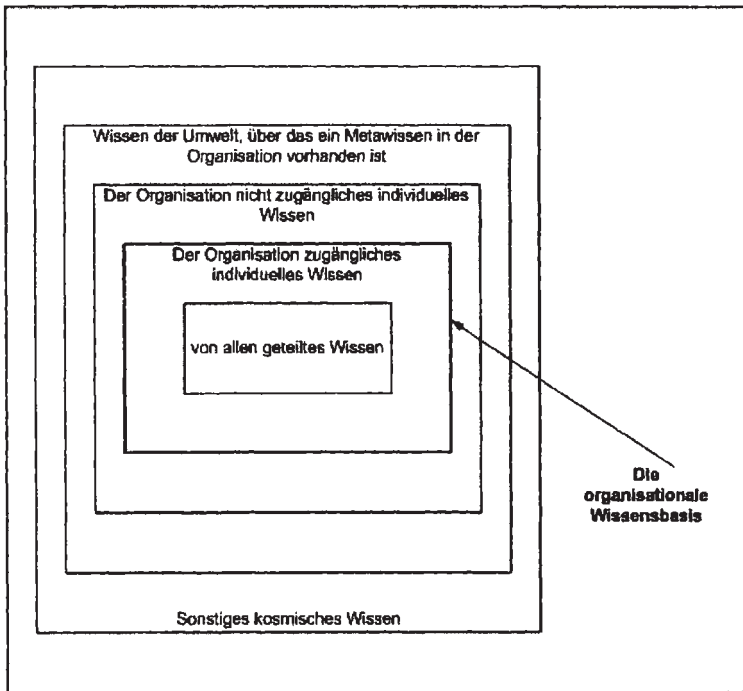 Wissen der Umwelt, über das ein Metawissen in der
Organisation vorhanden ist
Der Organisation nicht zugängliches individuelles
Wissen
Der Organisation zugängliches
individuelles Wissen
von allen geteiltes Wissen
Die
organisationale
Wissensbasis
Sonstiges kosmisches Wissen